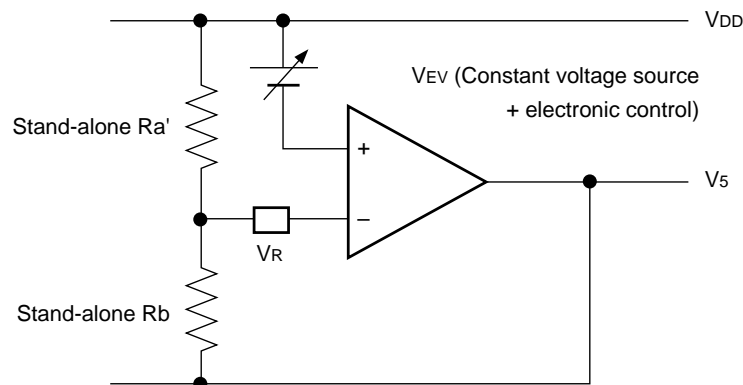 VDD
VEV (Constant voltage source
+ electronic control)
Stand-alone Ra'
+
V5
−
VR
Stand-alone Rb